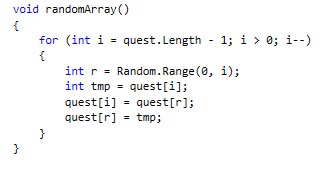 void randomArray()
{
for (int i = quest.Length - 1; i > 0; i--)
{
int r = Random.Range(0, i);
int tmp = quest[i];
quest[i] = quest[r];
quest[r] = tmp;
}
}